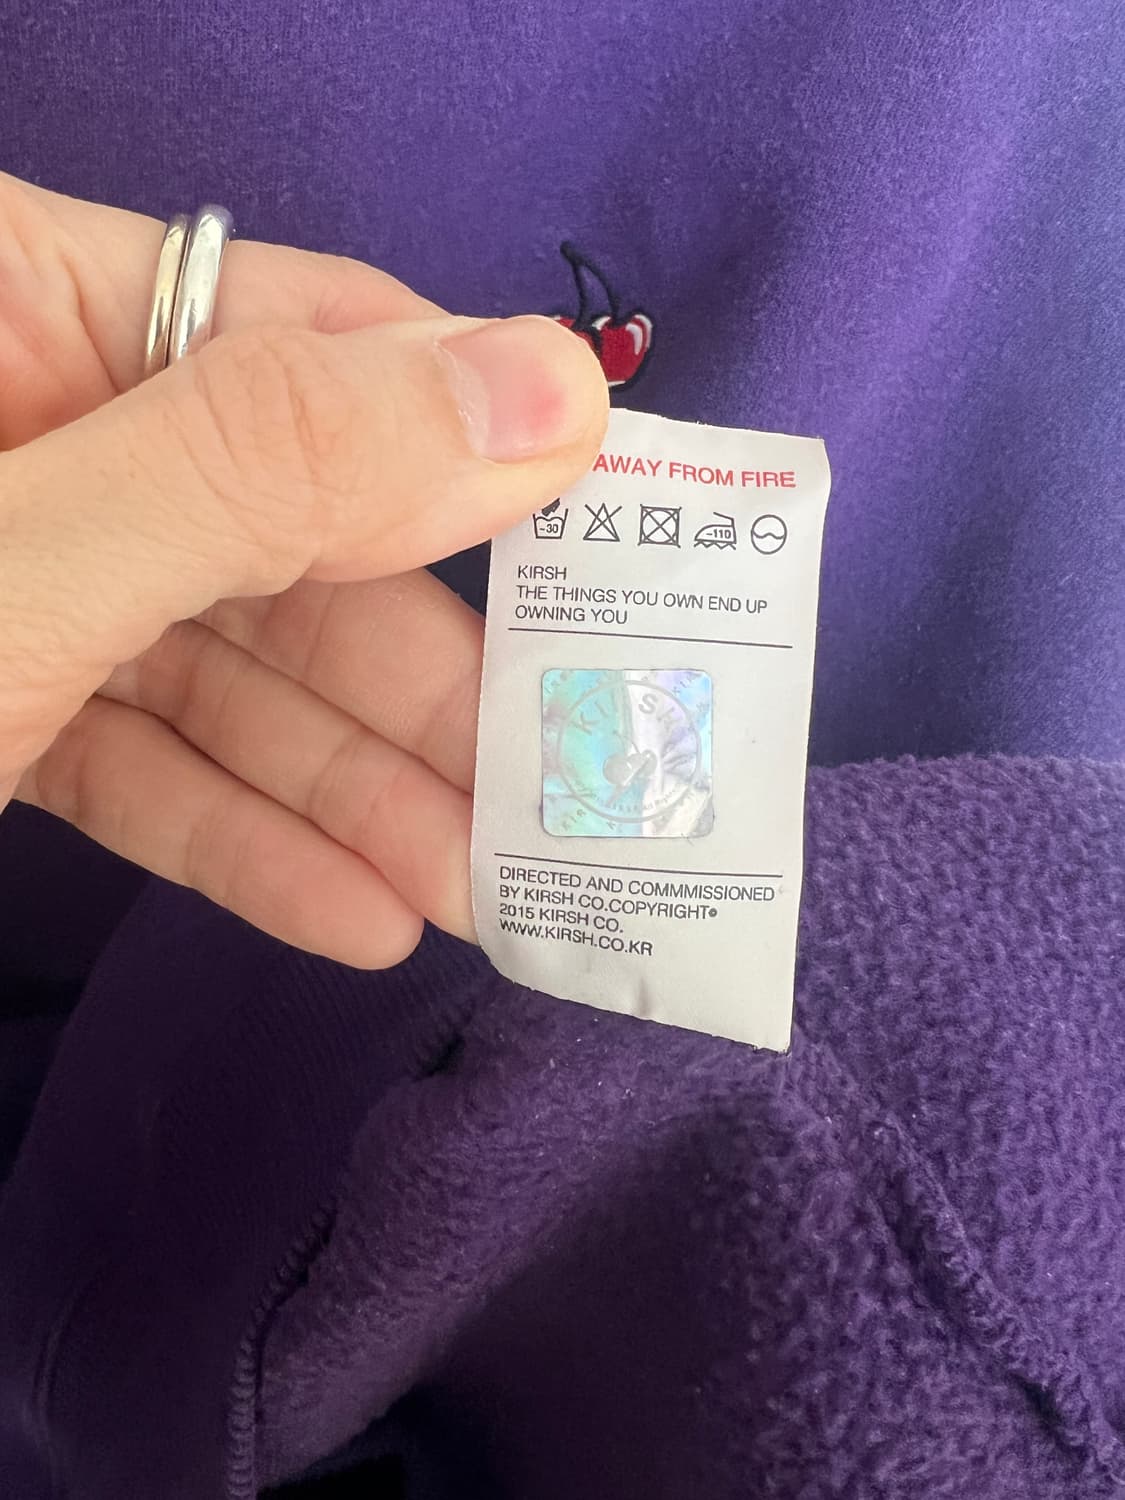 AWAY FROM FIRE
-30
-110
KIRSH
THE THINGS YOU OWN END UP
OWNING YOU
KIRSH
DIRECTED AND COMMMISSIONED
BY KIRSH CO.COPYRIGHT©
2015 KIRSH CO.
WWW.KIRSH.CO.KR